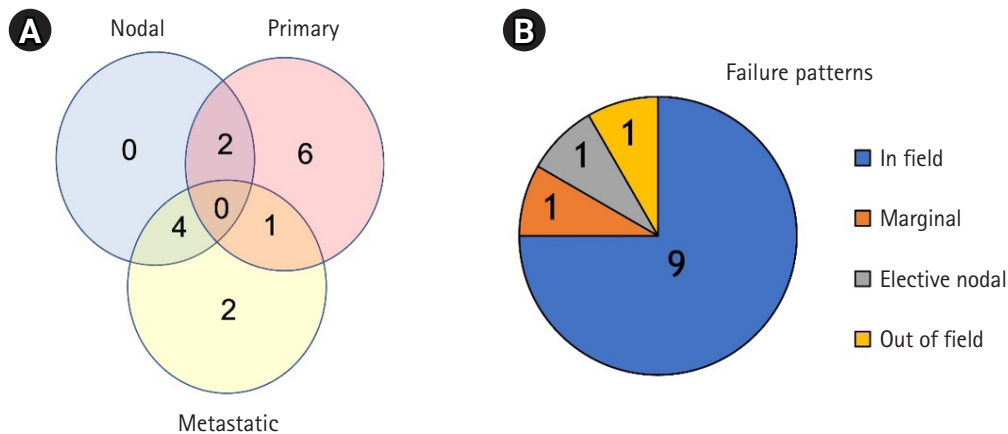 A
Nodal
Primary
0
2
6
0
4
1
2
Metastatic
B
Failure patterns
1
1
1
9
In field
Marginal
Elective nodal
Out of field